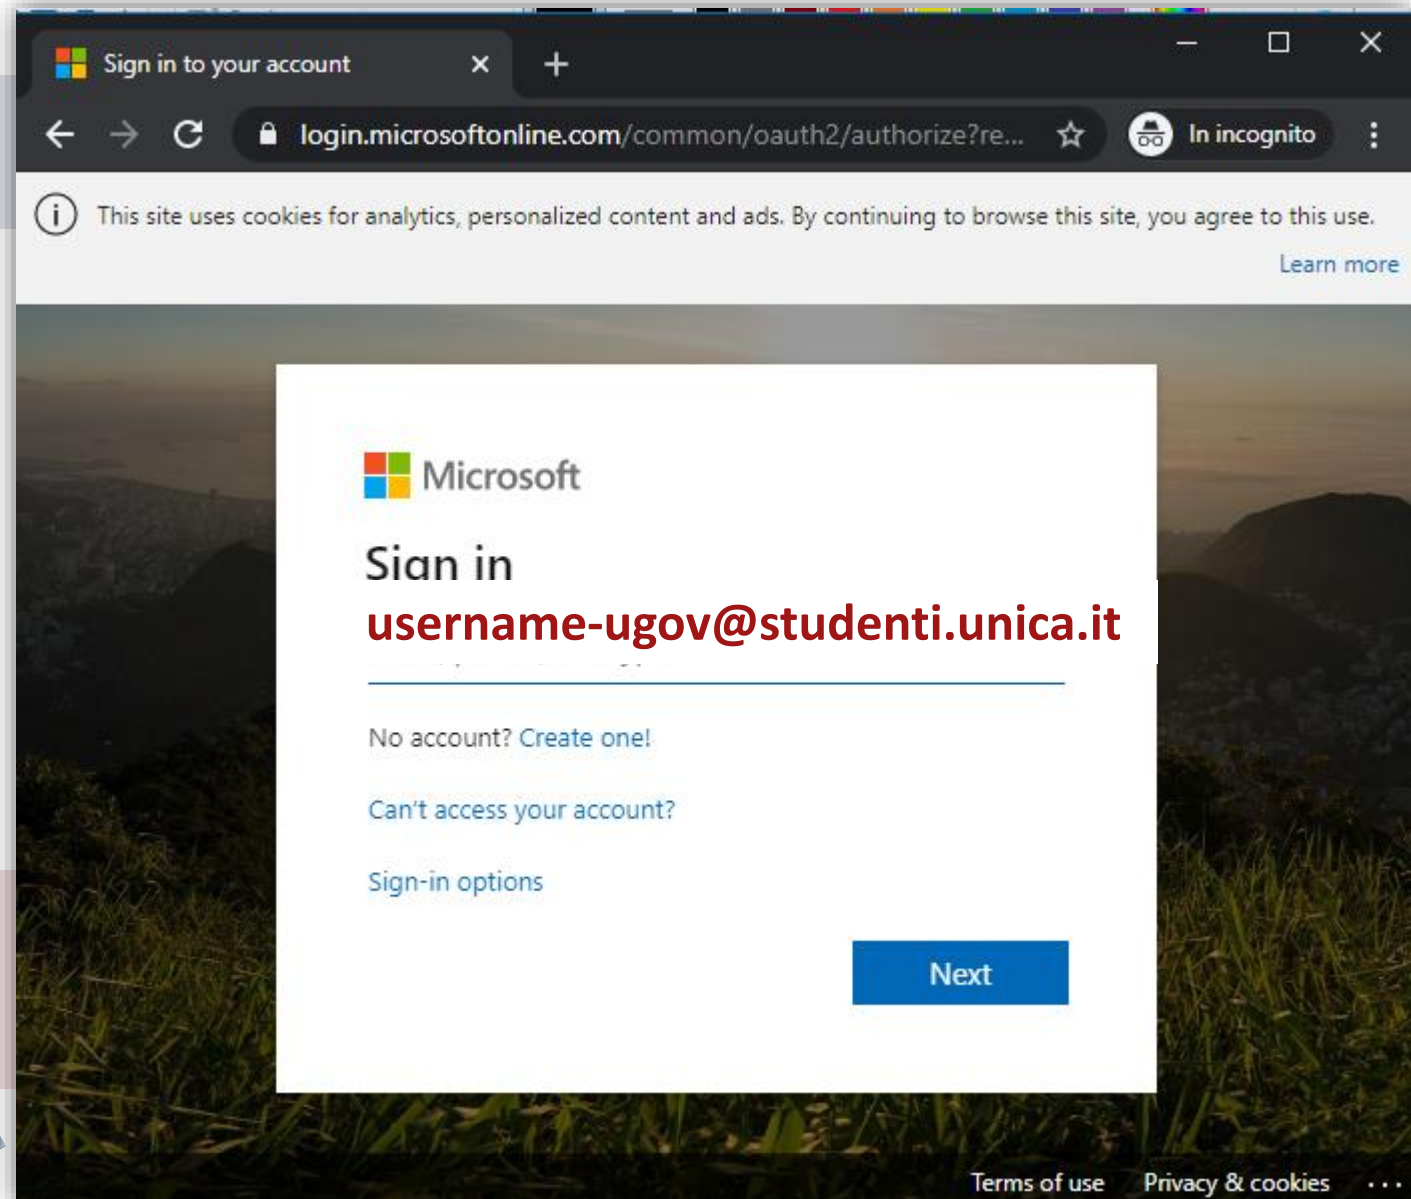 Sign in to your account
login.microsoftonline.com/common/oauth2/authorize?re...
In incognito
This site uses cookies for analytics, personalized content and ads. By continuing to browse this site, you agree to this use.
Learn more
Microsoft
Sign in
username-ugov@studenti.unica.it
No account? Create one!
Can't access your account?
Sign-in options
Next
Terms of use Privacy & cookies ...